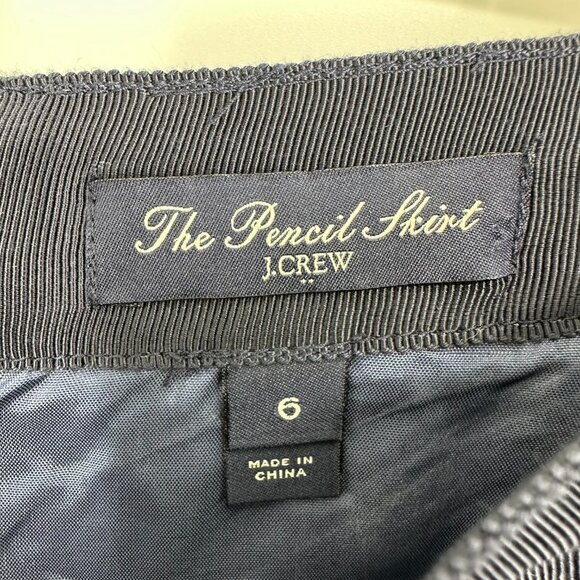 The Pencil Skirt
J.CREW
6
MADE IN
CHINA